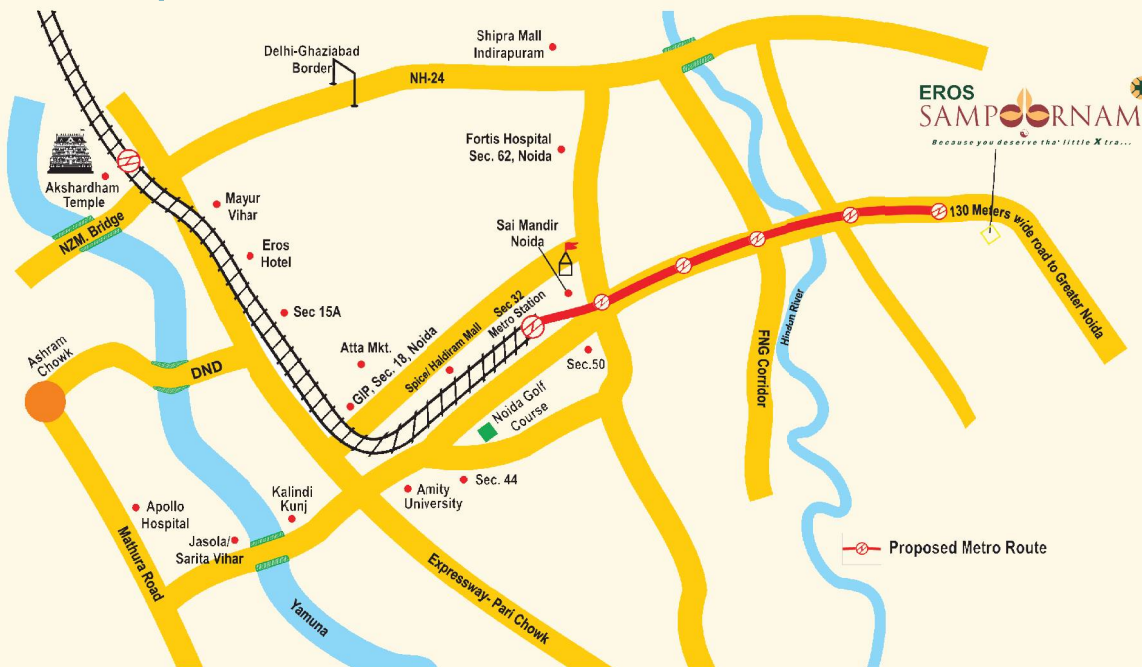 Shipra Mall
Indirapuram
Delhi-Ghaziabad
Border
NH-24
EROS
SAMPOORNAM
Because you deserve tha' little X tra...
Fortis Hospital
Sec. 62, Noida
Akshardham
Temple
Mayur
Vihar
NZM. Bridge
130 Meters wide road to Greater Noida
Sai Mandir
Noida
Eros
Hotel
Sec 32
Metro Station
Sec 15A
Hindon River
Spice/ Haldiram Mall
Atta Mkt.
GIP, Sec. 18, Noida
Ashram
Chowk
DND
Sec.50
FNG Corridor
Noida Golf
Course
Sec. 44
Amity
University
Kalindi
Kunj
Apollo
Hospital
Jasola/
Sarita Vihar
Mathura Road
Proposed Metro Route
Expressway- Pari Chowk
Yamuna